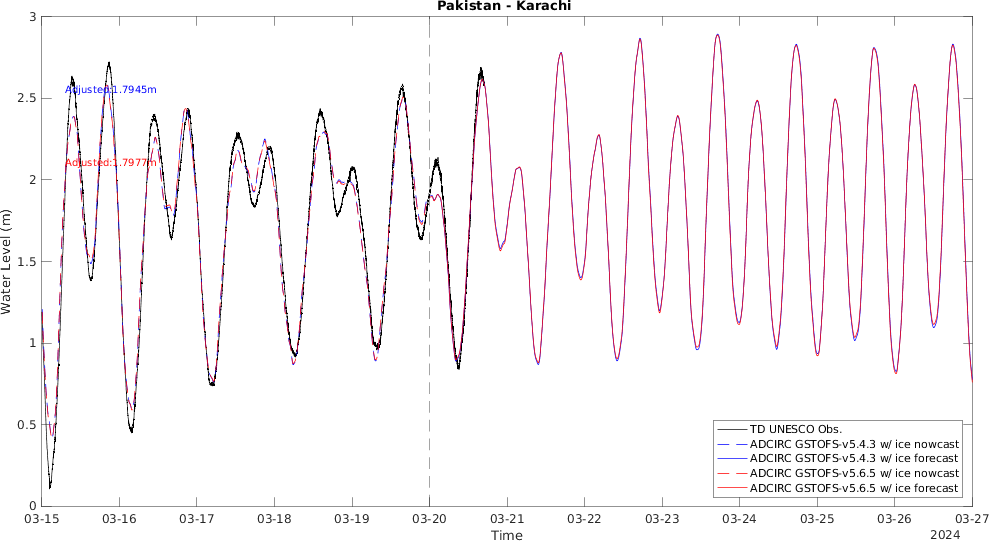 Pakistan - Karachi
3
2.5
2
1.5
1
0.5
0
Water Level (m)
Adjusted:1.7945m
Adjusted:1.7977m
TD UNESCO Obs.
ADCIRC GSTOFS-v5.4.3 w/ ice nowcast
ADCIRC GSTOFS-v5.4.3 w/ ice forecast
ADCIRC GSTOFS-v5.6.5 w/ ice nowcast
ADCIRC GSTOFS-v5.6.5 w/ ice forecast
03-15 03-16 03-17 03-18 03-19 03-20 03-21 03-22 03-23 03-24 03-25 03-26 03-27
Time
2024